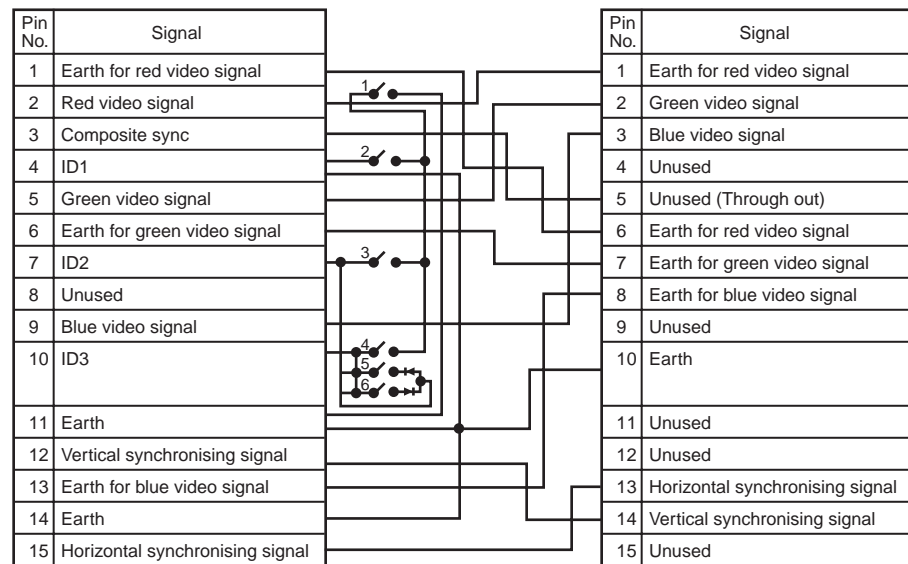 Pin No. Signal
1 Earth for red video signal
2 Red video signal
3 Composite sync
4 ID1
5 Green video signal
6 Earth for green video signal
7 ID2
8 Unused
9 Blue video signal
10 ID3
11 Earth
12 Vertical synchronising signal
13 Earth for blue video signal
14 Earth
15 Horizontal synchronising signal
1
2
3
4
5
6
Pin No. Signal
1 Earth for red video signal
2 Green video signal
3 Blue video signal
4 Unused
5 Unused (Through out)
6 Earth for red video signal
7 Earth for green video signal
8 Earth for blue video signal
9 Unused
10 Earth
11 Unused
12 Unused
13 Horizontal synchronising signal
14 Vertical synchronising signal
15 Unused